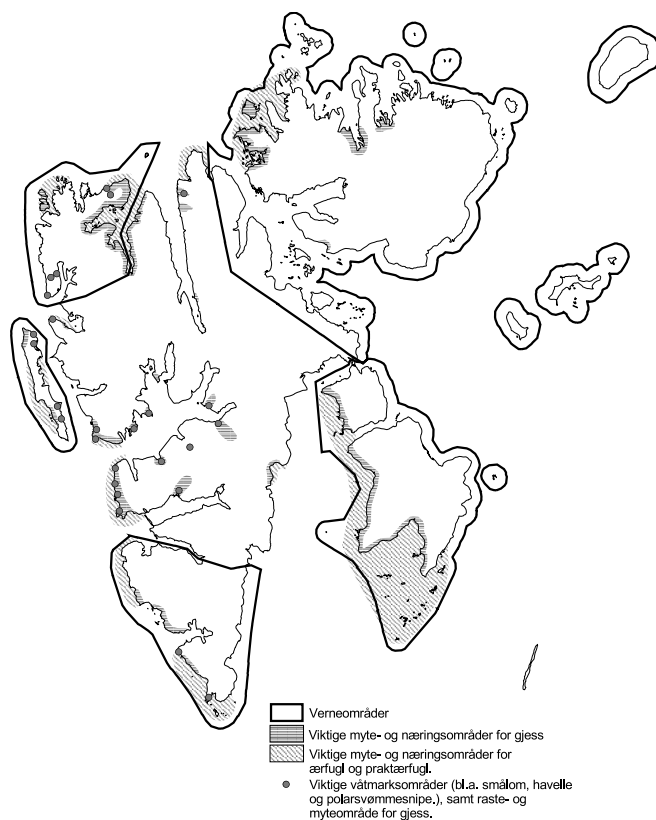 Verneområder
Viktige myte- og næringsområder for gjess
Viktige myte- og næringsområder for
ærfugl og praktærfugl.
Viktige våtmarksområder (bl.a. smålom, havelle
og polarsvømmesnipe.), samt raste- og
myteområde for gjess.